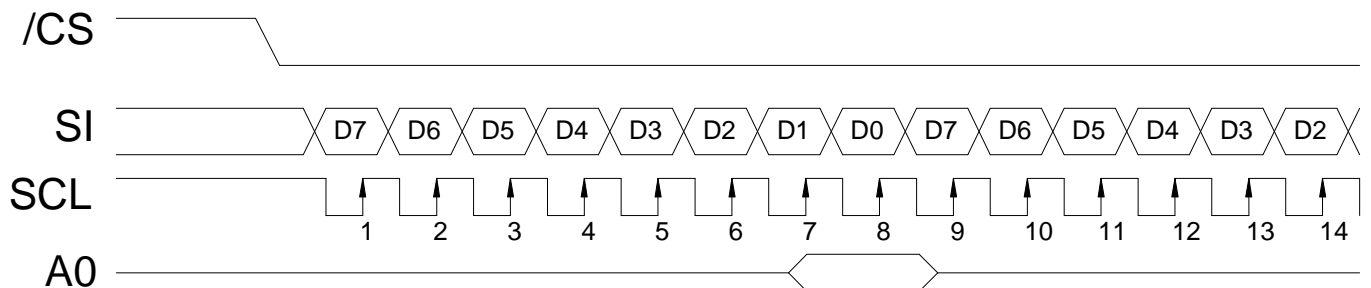 /CS
SI D7 D6 D5 D4 D3 D2 D1 D0 D7 D6 D5 D4 D3 D2
SCL
1 2 3 4 5 6 7 8 9 10 11 12 13 14
A0